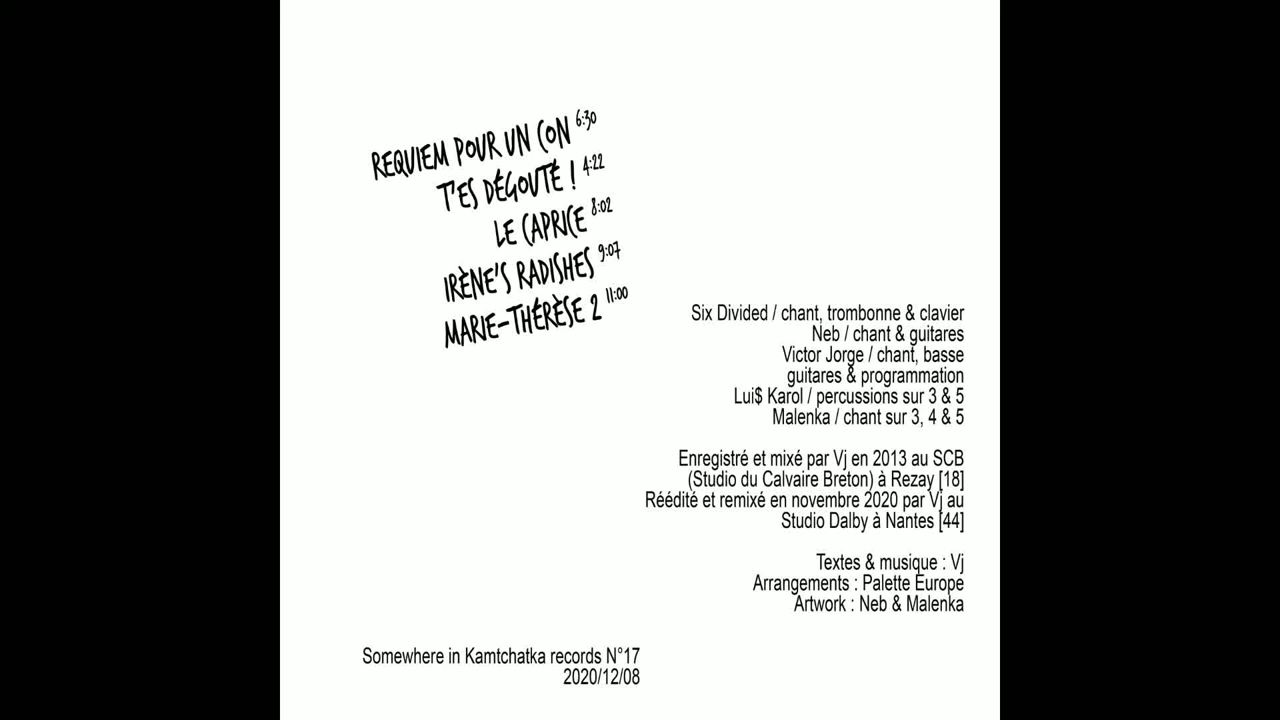 REQUIEM POUR UN CON 6:30
T'ES DÉGOUTÉ ! 4:22
LE CAPRICE 8:02
IRÈNE'S RADISHES 9:07
MARIE-THÉRÈSE 2 11:00
Six Divided / chant, trombonne & clavier
Neb / chant & guitares
Victor Jorge / chant, basse
guitares & programmation
Lui$ Karol / percussions sur 3 & 5
Malenka / chant sur 3, 4 & 5
Enregistré et mixé par Vj en 2013 au SCB
(Studio du Calvaire Breton) à Rezay [18]
Réédité et remixé en novembre 2020 par Vj au
Studio Dalby à Nantes [44]
Textes & musique : Vj
Arrangements : Palette Europe
Artwork : Neb & Malenka
Somewhere in Kamtchatka records N°17
2020/12/08